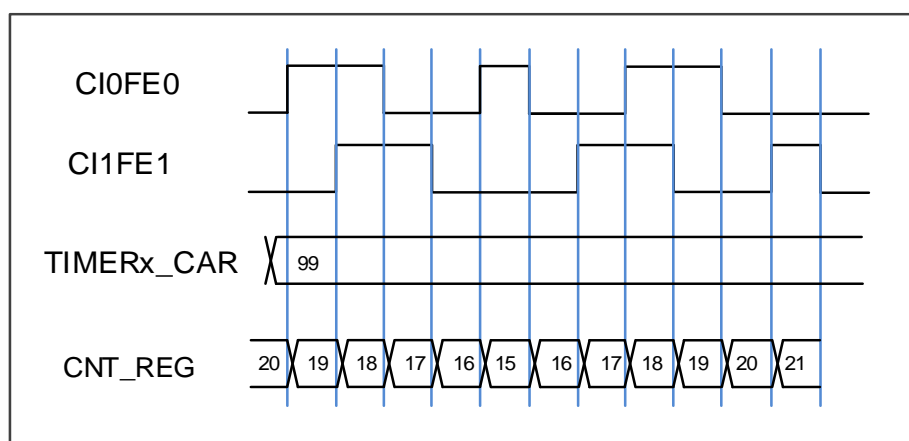 CI0FE0
CI1FE1
TIMERx_CAR 99
CNT_REG 20 19 18 17 16 15 16 17 18 19 20 21